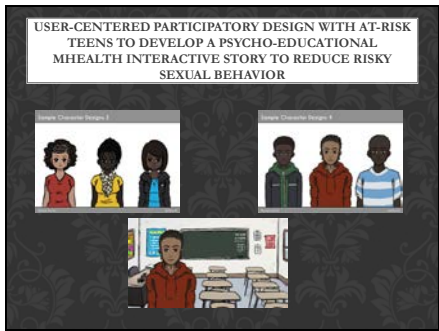 USER-CENTERED PARTICIPATORY DESIGN WITH AT-RISK
TEENS TO DEVELOP A PSYCHO-EDUCATIONAL
MHEALTH INTERACTIVE STORY TO REDUCE RISKY
SEXUAL BEHAVIOR
Sample Character Designs 3
Sample Character Designs 4